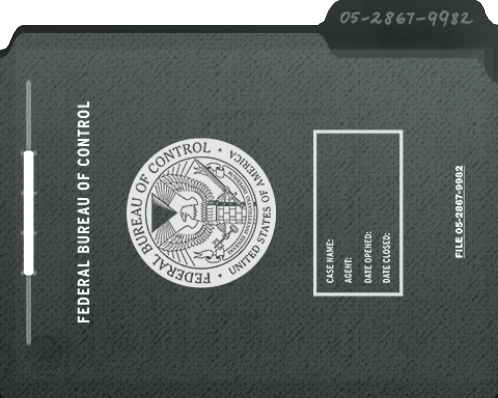 05-2867-9982
FEDERAL BUREAU OF CONTROL
FEDERAL BUREAU OF CONTROL • UNITED STATES OF AMERICA •
CASE NAME:
AGENT:
DATE OPENED:
DATE CLOSED:
FILE 05-2867-9982